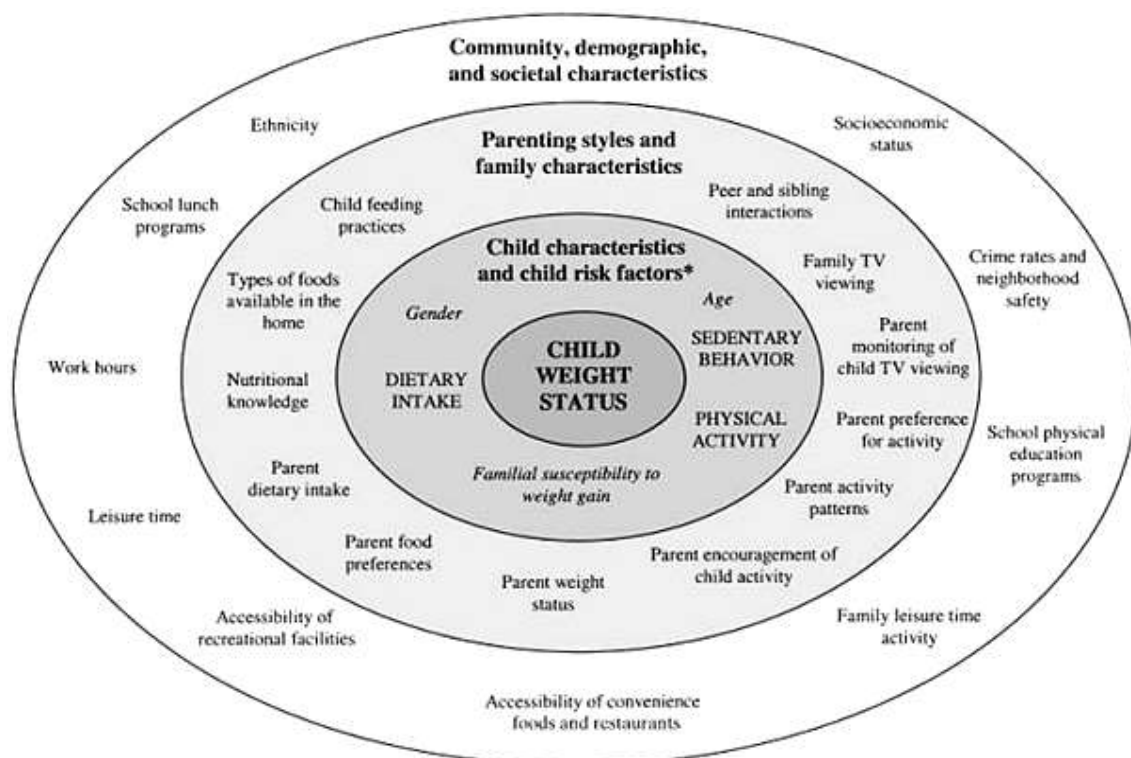 Community, demographic,
and societal characteristics
Ethnicity
Socioeconomic
status
Parenting styles and
family characteristics
School lunch
programs
Child feeding
practices
Peer and sibling
interactions
Child characteristics
and child risk factors*
Crime rates and
neighborhood
safety
Types of foods
available in the
home
Family TV
viewing
Gender
Age
Work hours
Nutritional
knowledge
DIETARY
INTAKE
CHILD
WEIGHT
STATUS
SEDENTARY
BEHAVIOR
Parent
monitoring of
child TV viewing
PHYSICAL
ACTIVITY
Parent preference
for activity
School physical
education
programs
Parent
dietary intake
Familial susceptibility to
weight gain
Parent activity
patterns
Leisure time
Parent food
preferences
Parent weight
status
Parent encouragement of
child activity
Accessibility of
recreational facilities
Family leisure time
activity
Accessibility of convenience
foods and restaurants